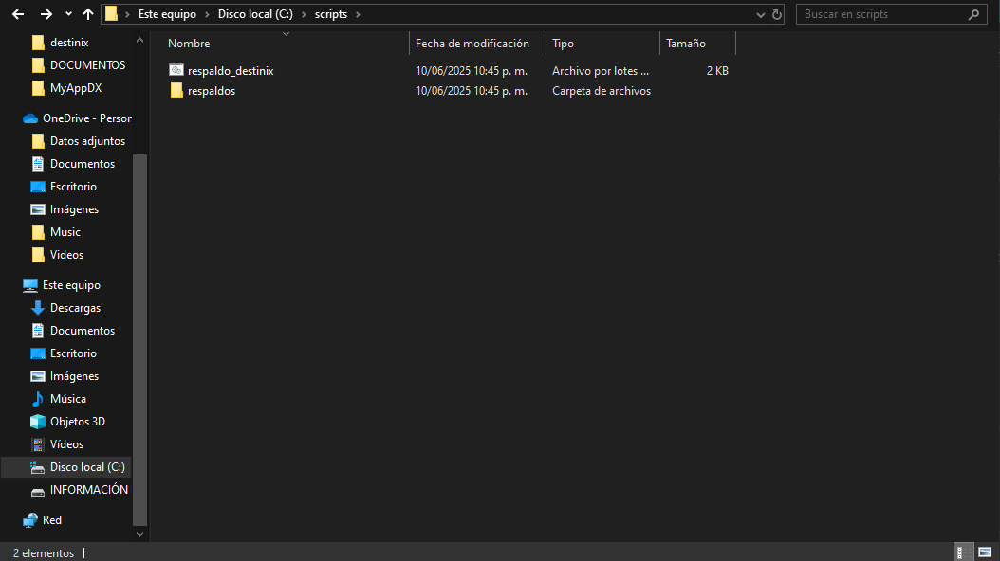 Este equipo > Disco local (C:) > scripts >
Buscar en scripts
destinix
DOCUMENTOS
MyAppDX
OneDrive - Person
Datos adjuntos
Documentos
Escritorio
Imágenes
Music
Videos
Este equipo
Descargas
Documentos
Escritorio
Imágenes
Música
Objetos 3D
Vídeos
Disco local (C:)
INFORMACIÓN
Red
Nombre Fecha de modificación Tipo Tamaño
respaldo_destinix 10/06/2025 10:45 p. m. Archivo por lotes ... 2 KB
respaldos 10/06/2025 10:45 p. m. Carpeta de archivos
2 elementos